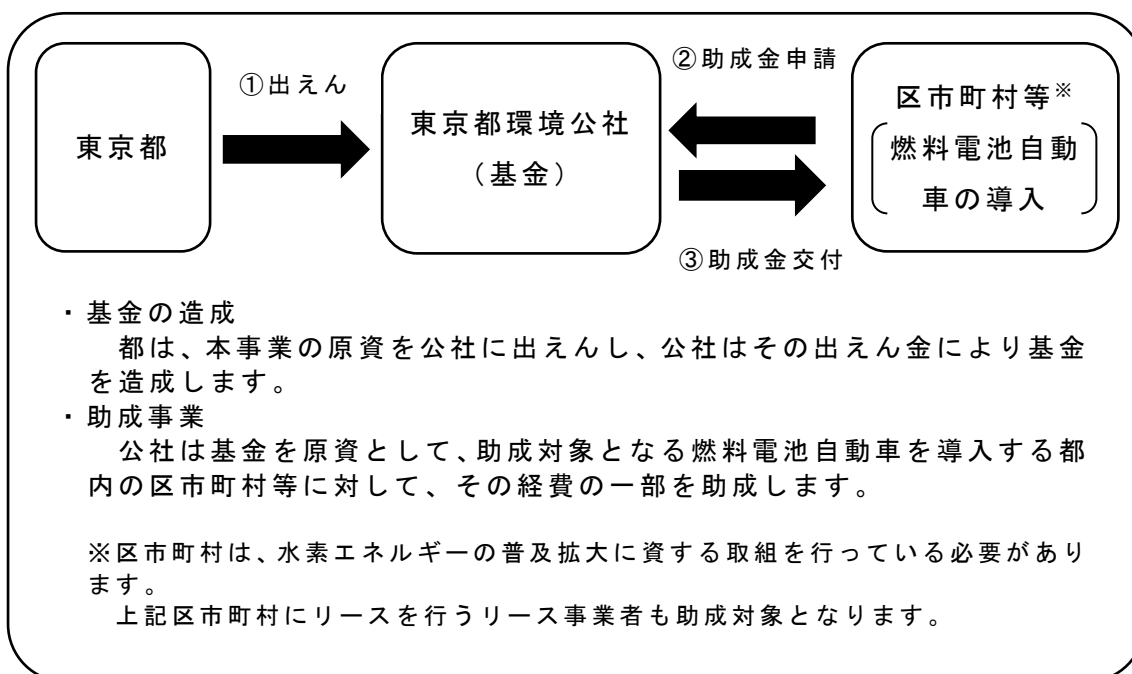 東京都
①出えん
東京都環境公社
（基金）
②助成金申請
③助成金交付
区市町村等※
燃料電池自動
車の導入
・基金の造成
都は、本事業の原資を公社に出えんし、公社はその出えん金により基金
を造成します。
・助成事業
公社は基金を原資として、助成対象となる燃料電池自動車を導入する都
内の区市町村等に対して、その経費の一部を助成します。
※区市町村は、水素エネルギーの普及拡大に資する取組を行っている必要があり
ます。
上記区市町村にリースを行うリース事業者も助成対象となります。